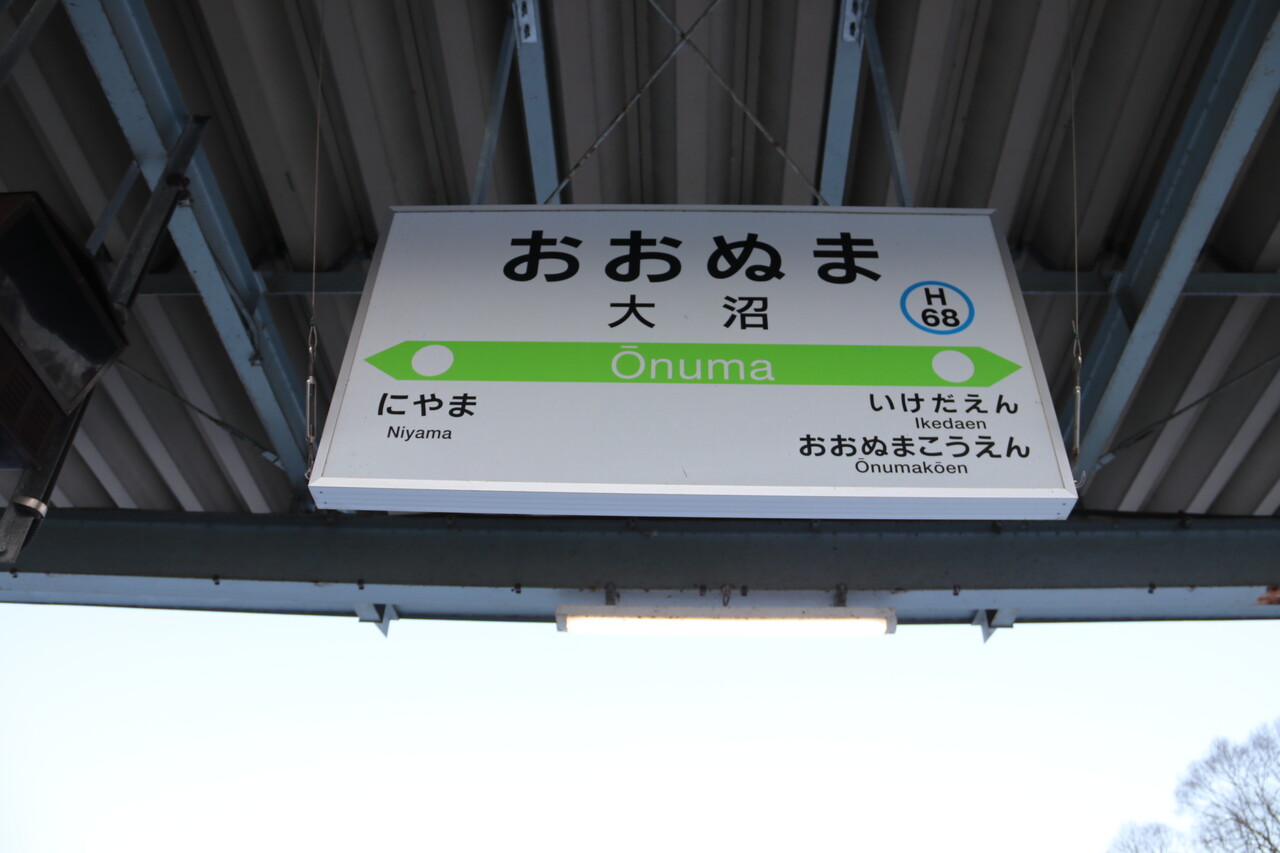 おおぬま
大沼
H
68
Ōnuma
にやま
Niyama
いけだえん
Ikedaen
おおぬまこうえん
Ōnumakōen